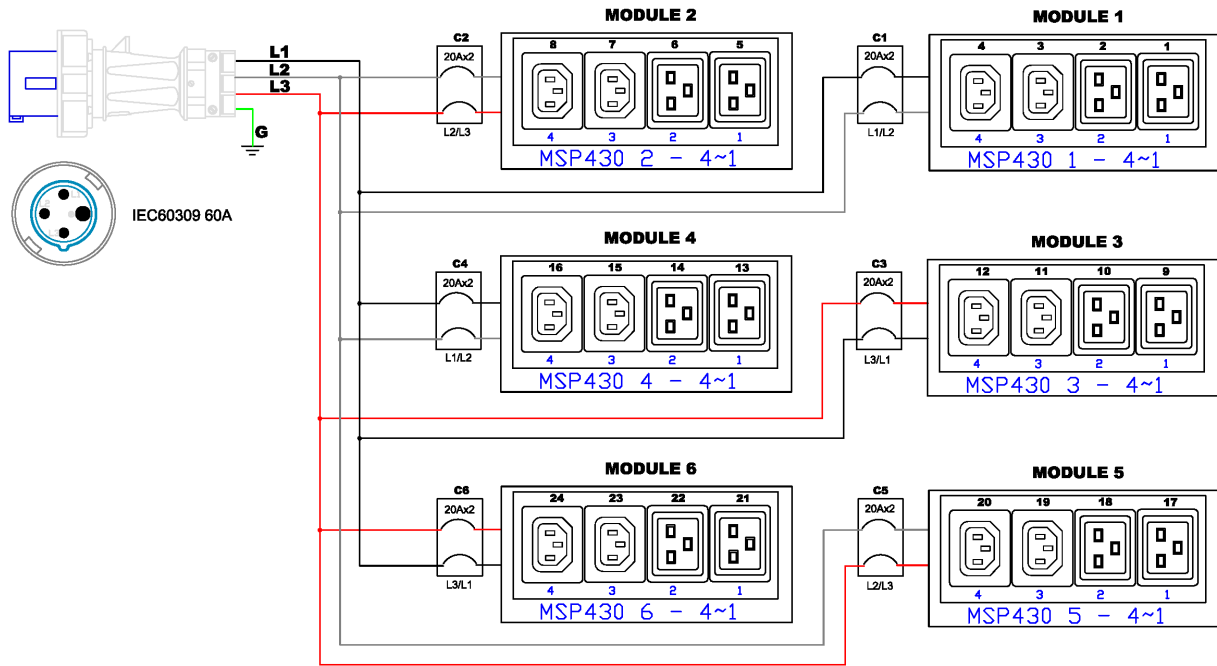 MODULE 2
MODULE 1
L1
L2
L3
G
IEC60309 60A
C2
20Ax2
L2/L3
8 7 6 5
4 3 2 1
MSP430 2 - 4~1
C1
20Ax2
L1/L2
4 3 2 1
4 3 2 1
MSP430 1 - 4~1
MODULE 4
MODULE 3
C4
20Ax2
L1/L2
16 15 14 13
4 3 2 1
MSP430 4 - 4~1
C3
20Ax2
L3/L1
12 11 10 9
4 3 2 1
MSP430 3 - 4~1
MODULE 6
MODULE 5
C6
20Ax2
L3/L1
24 23 22 21
4 3 2 1
MSP430 6 - 4~1
C5
20Ax2
L2/L3
20 19 18 17
4 3 2 1
MSP430 5 - 4~1